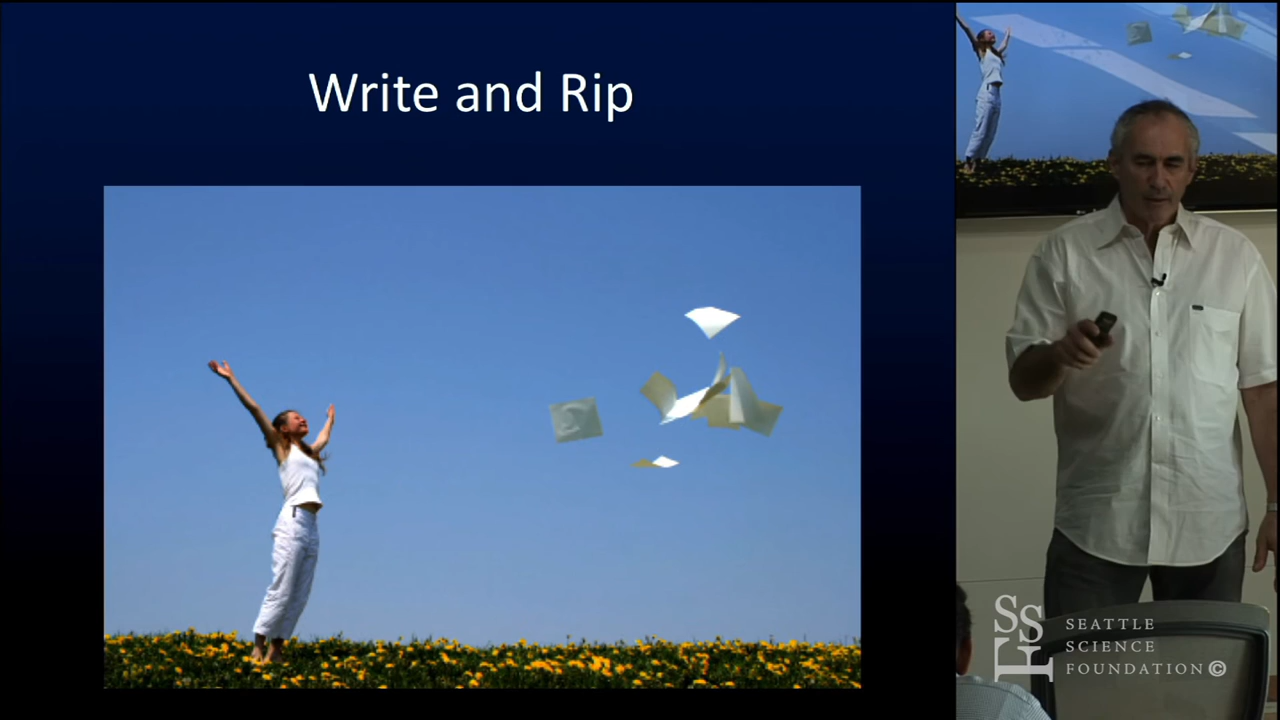 Write and Rip
SSF
SEATTLE
SCIENCE
FOUNDATION©